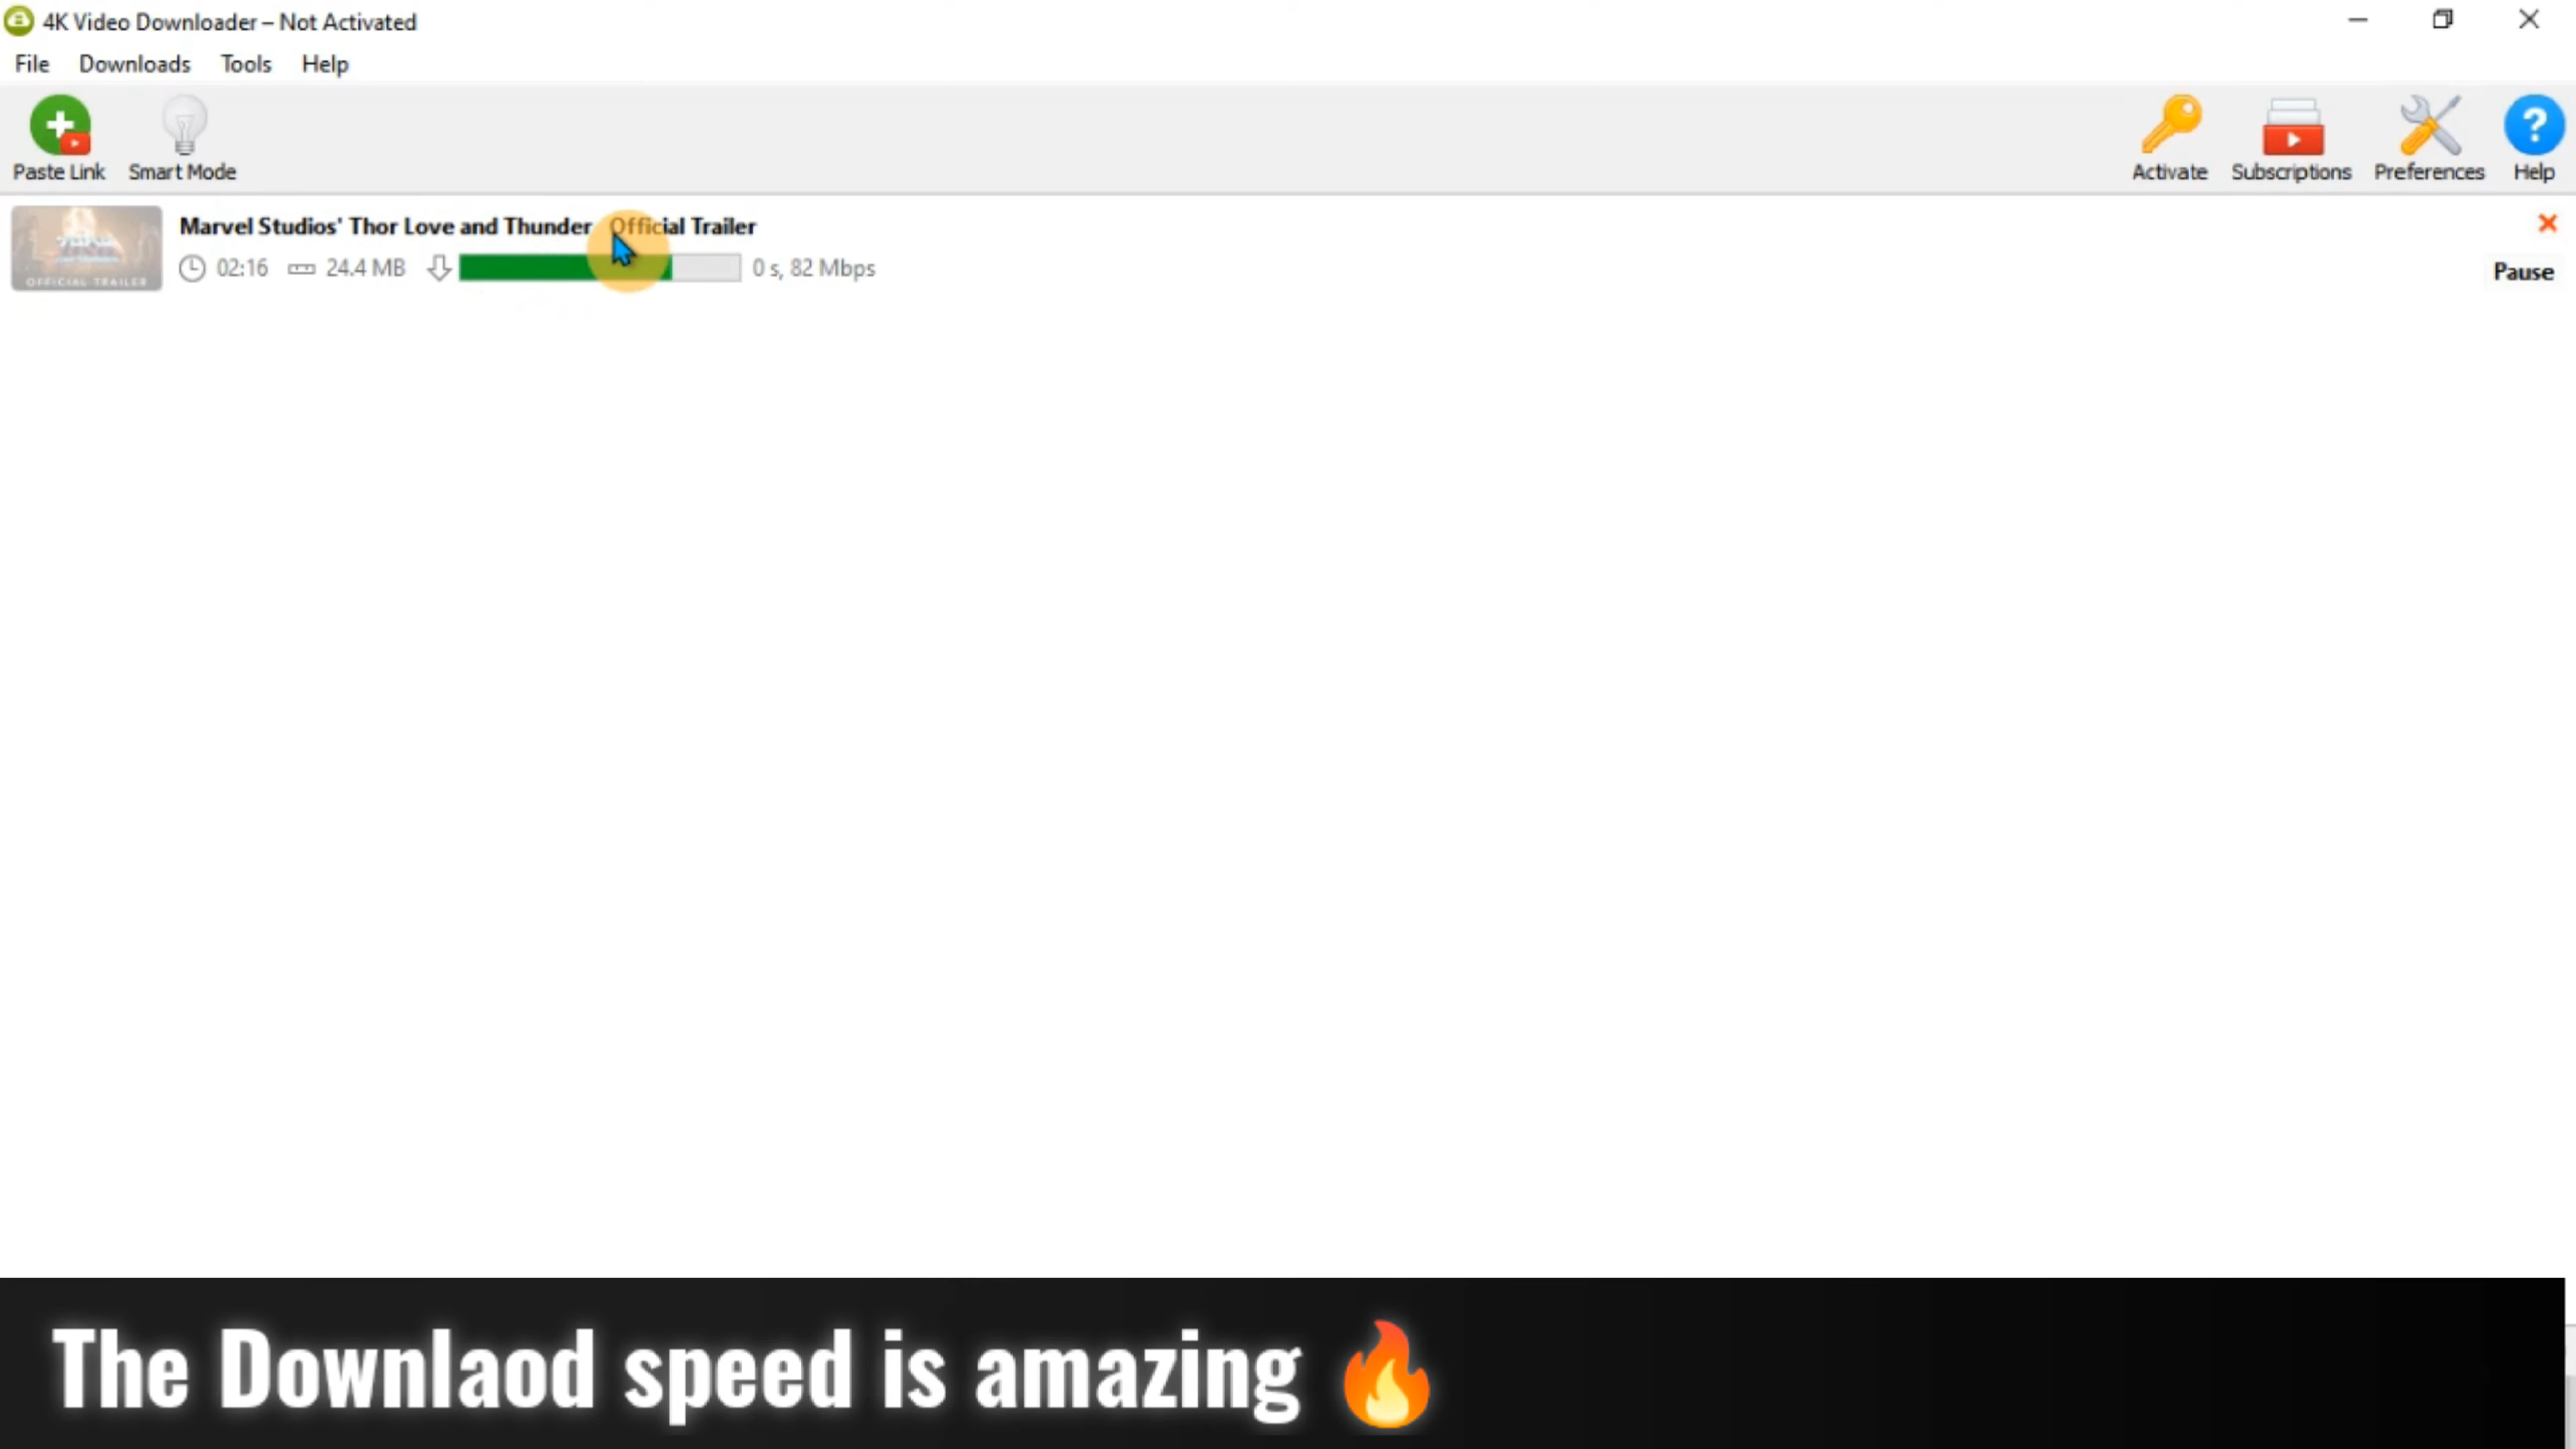 4K Video Downloader – Not Activated
File Downloads Tools Help
Paste Link Smart Mode Activate Subscriptions Preferences Help
Marvel Studios' Thor Love and Thunder Official Trailer
02:16 24.4 MB 0 s, 82 Mbps Pause
OFFICIAL TRAILER
The Downlaod speed is amazing 🔥